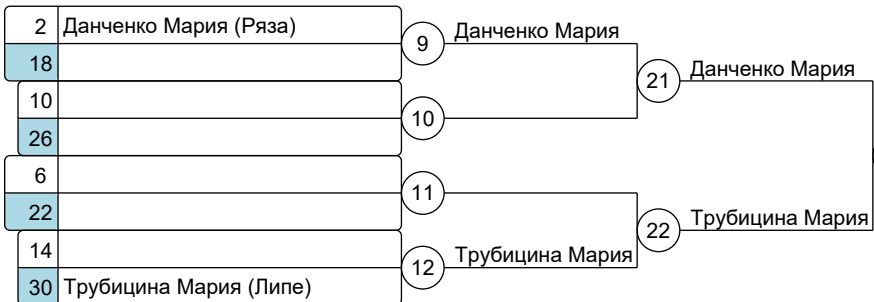 2 Данченко Мария (Ряза)
9 Данченко Мария
18
21 Данченко Мария
10
10
26
6
11
22
22 Трубицина Мария
14
12 Трубицина Мария
30 Трубицина Мария (Липе)